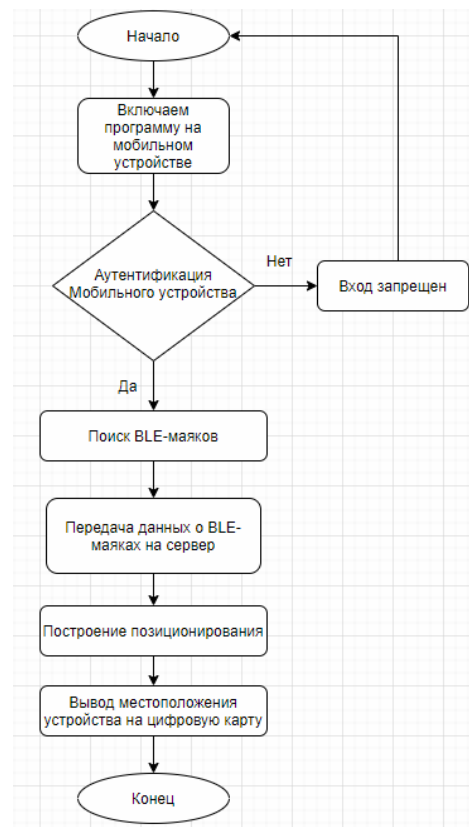 Начало
Включаем
программу на
мобильном
устройстве
Аутентификация
Мобильного устройства
Нет
Вход запрещен
Да
Поиск BLE-маяков
Передача данных о BLE-
маяках на сервер
Построение позиционирования
Вывод местоположения
устройства на цифровую карту
Конец